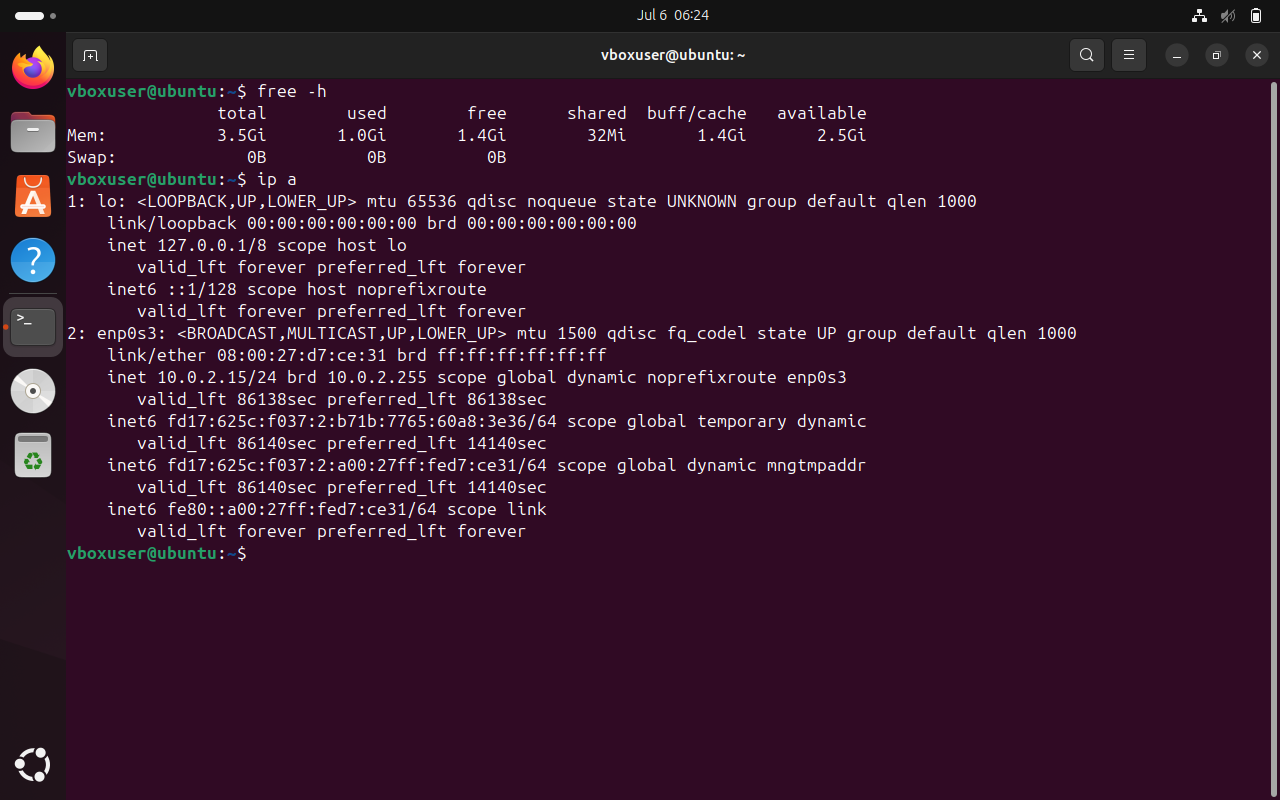 Jul 6 06:24
vboxuser@ubuntu: ~
vboxuser@ubuntu:~$ free -h
               total        used        free      shared  buff/cache   available
Mem:           3.5Gi       1.0Gi       1.4Gi        32Mi       1.4Gi       2.5Gi
Swap:             0B          0B          0B
vboxuser@ubuntu:~$ ip a
1: lo: <LOOPBACK,UP,LOWER_UP> mtu 65536 qdisc noqueue state UNKNOWN group default qlen 1000
    link/loopback 00:00:00:00:00:00 brd 00:00:00:00:00:00
    inet 127.0.0.1/8 scope host lo
       valid_lft forever preferred_lft forever
    inet6 ::1/128 scope host noprefixroute
       valid_lft forever preferred_lft forever
2: enp0s3: <BROADCAST,MULTICAST,UP,LOWER_UP> mtu 1500 qdisc fq_codel state UP group default qlen 1000
    link/ether 08:00:27:d7:ce:31 brd ff:ff:ff:ff:ff:ff
    inet 10.0.2.15/24 brd 10.0.2.255 scope global dynamic noprefixroute enp0s3
       valid_lft 86138sec preferred_lft 86138sec
    inet6 fd17:625c:f037:2:b71b:7765:60a8:3e36/64 scope global temporary dynamic
       valid_lft 86140sec preferred_lft 14140sec
    inet6 fd17:625c:f037:2:a00:27ff:fed7:ce31/64 scope global dynamic mngtmpaddr
       valid_lft 86140sec preferred_lft 14140sec
    inet6 fe80::a00:27ff:fed7:ce31/64 scope link
       valid_lft forever preferred_lft forever
vboxuser@ubuntu:~$